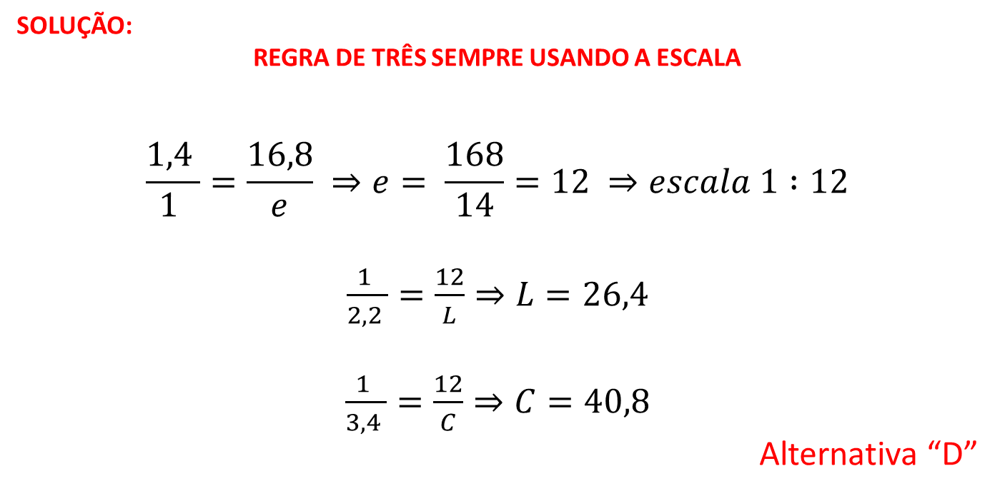 SOLUÇÃO:
REGRA DE TRÊS SEMPRE USANDO A ESCALA
1,4/1 = 16,8/e ⇒ e = 168/14 = 12 ⇒ escala 1 : 12
1/2,2 = 12/L ⇒ L = 26,4
1/3,4 = 12/C ⇒ C = 40,8
Alternativa “D”